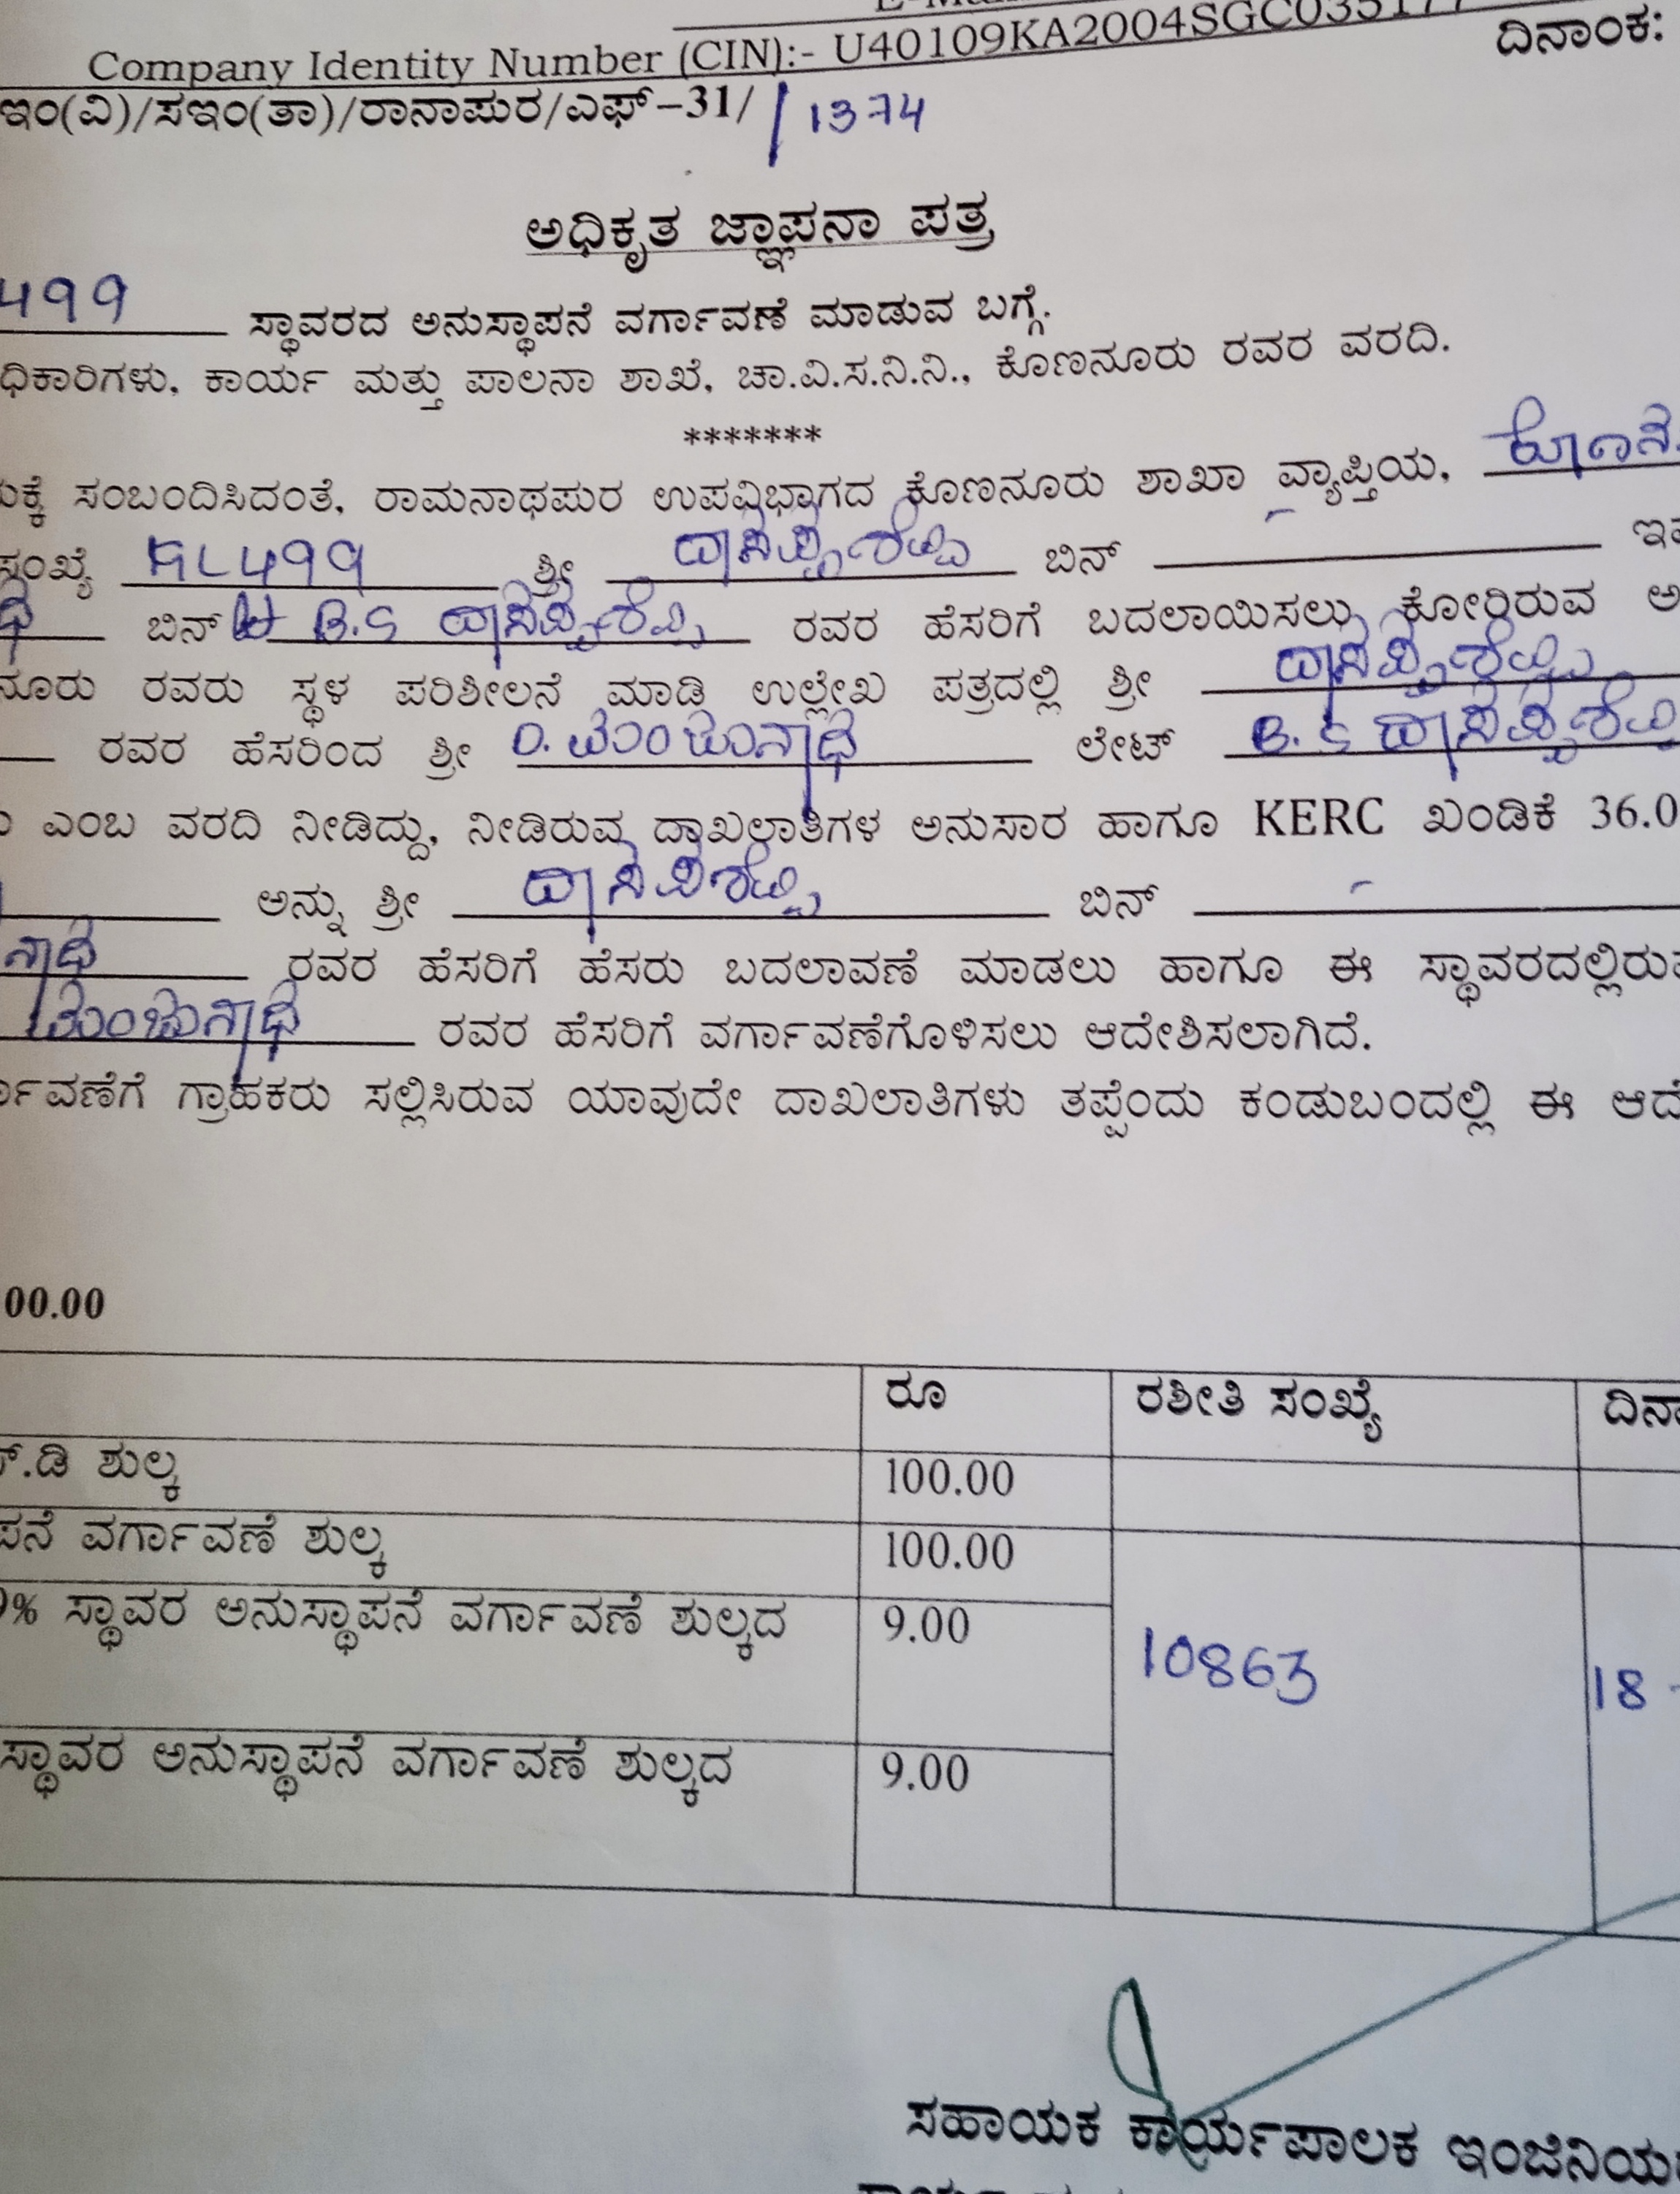 Company Identity Number (CIN):- U40109KA2004SGC035177
ದಿನಾಂಕ:
ಇಂ(ವಿ)/ಸಇಂ(ತಾ)/ರಾನಾಪುರ/ಎಫ್-31/ 1374
ಅಧಿಕೃತ ಜ್ಞಾಪನಾ ಪತ್ರ
499 ಸ್ಥಾವರದ ಅನುಸ್ಥಾಪನೆ ವರ್ಗಾವಣೆ ಮಾಡುವ ಬಗ್ಗೆ.
ಧಿಕಾರಿಗಳು, ಕಾರ್ಯ ಮತ್ತು ಪಾಲನಾ ಶಾಖೆ, ಚಾ.ವಿ.ಸ.ನಿ.ನಿ., ಕೊಣನೂರು ರವರ ವರದಿ.
*******
ಕ್ಕೆ ಸಂಬಂದಿಸಿದಂತೆ, ರಾಮನಾಥಪುರ ಉಪವಿಭಾಗದ ಕೊಣನೂರು ಶಾಖಾ ವ್ಯಾಪ್ತಿಯ,
ಸಂಖ್ಯೆ KL499 ಶ್ರೀ ಬಿನ್ -
ಬಿನ್ B.S ರವರ ಹೆಸರಿಗೆ ಬದಲಾಯಿಸಲು ಕೋರಿರುವ ಅ
ನೂರು ರವರು ಸ್ಥಳ ಪರಿಶೀಲನೆ ಮಾಡಿ ಉಲ್ಲೇಖ ಪತ್ರದಲ್ಲಿ ಶ್ರೀ
ರವರ ಹೆಸರಿಂದ ಶ್ರೀ D. ಮಂಜುನಾಥ ಲೇಟ್ B.S
ಎಂಬ ವರದಿ ನೀಡಿದ್ದು, ನೀಡಿರುವ ದಾಖಲಾತಿಗಳ ಅನುಸಾರ ಹಾಗೂ KERC ಖಂಡಿಕೆ 36.0
ಅನ್ನು ಶ್ರೀ ಬಿನ್ -
ನಾಥ ರವರ ಹೆಸರಿಗೆ ಹೆಸರು ಬದಲಾವಣೆ ಮಾಡಲು ಹಾಗೂ ಈ ಸ್ಥಾವರದಲ್ಲಿರುವ
ಮಂಜುನಾಥ ರವರ ಹೆಸರಿಗೆ ವರ್ಗಾವಣೆಗೊಳಿಸಲು ಆದೇಶಿಸಲಾಗಿದೆ.
ರ್ಗಾವಣೆಗೆ ಗ್ರಾಹಕರು ಸಲ್ಲಿಸಿರುವ ಯಾವುದೇ ದಾಖಲಾತಿಗಳು ತಪ್ಪೆಂದು ಕಂಡುಬಂದಲ್ಲಿ ಈ ಆದೆ
00.00
ರೂ ರಶೀತಿ ಸಂಖ್ಯೆ ದಿನಾ
.ಡಿ ಶುಲ್ಕ 100.00
ಪನೆ ವರ್ಗಾವಣೆ ಶುಲ್ಕ 100.00
9% ಸ್ಥಾವರ ಅನುಸ್ಥಾಪನೆ ವರ್ಗಾವಣೆ ಶುಲ್ಕದ 9.00
10863 18
ಸ್ಥಾವರ ಅನುಸ್ಥಾಪನೆ ವರ್ಗಾವಣೆ ಶುಲ್ಕದ 9.00
ಸಹಾಯಕ ಕಾರ್ಯಪಾಲಕ ಇಂಜಿನಿಯ